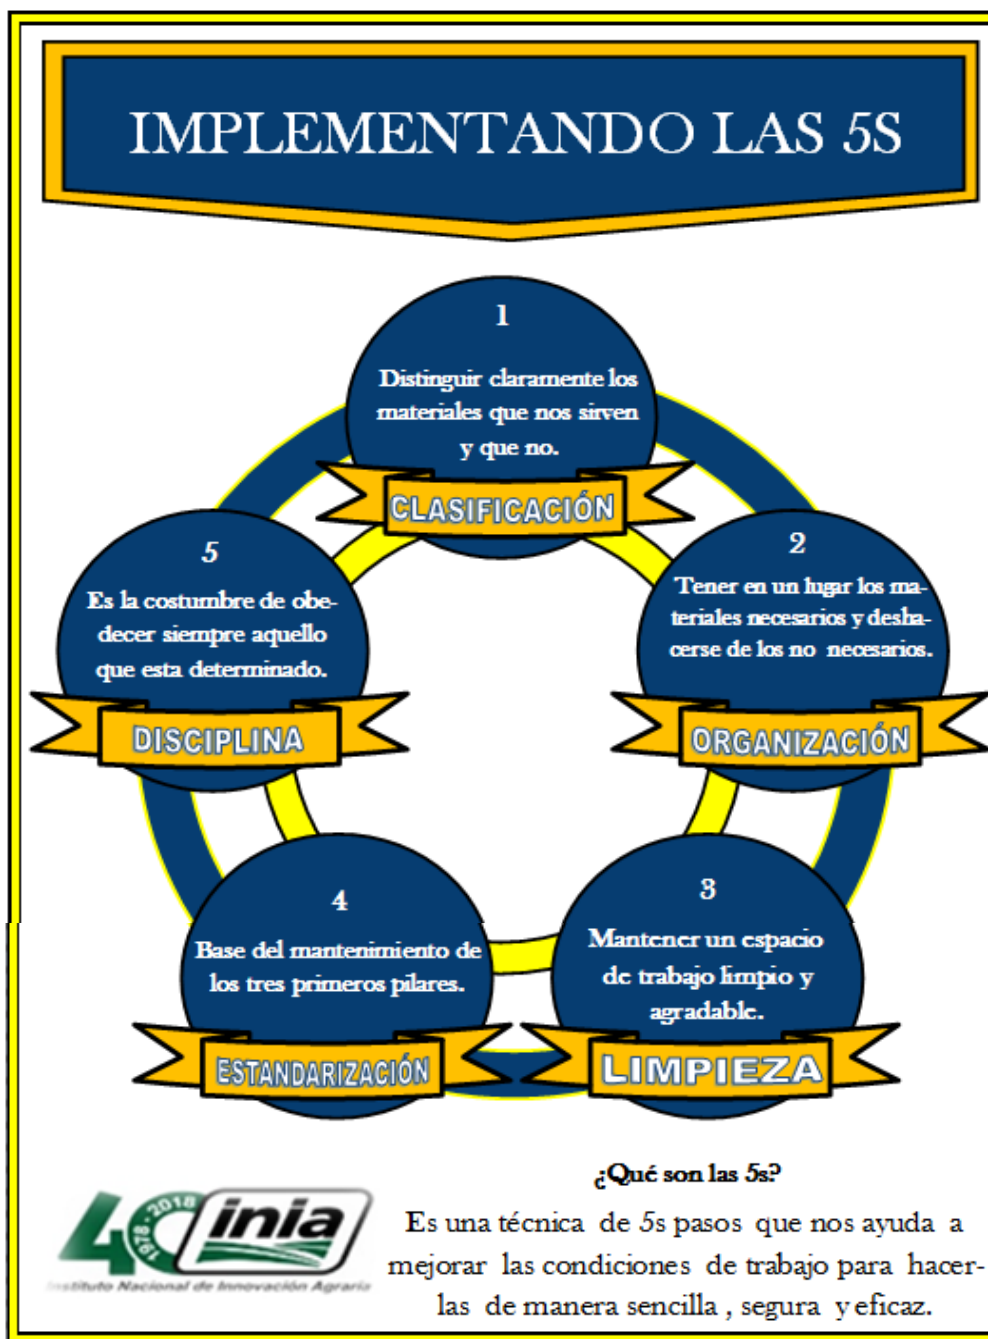 IMPLEMENTANDO LAS 5S
1
Distinguir claramente los
materiales que nos sirven
y que no.
CLASIFICACIÓN
2
Tener en un lugar los ma-
teriales necesarios y desha-
cerse de los no necesarios.
ORGANIZACIÓN
3
Mantener un espacio
de trabajo limpio y
agradable.
LIMPIEZA
4
Base del mantenimiento de
los tres primeros pilares.
ESTANDARIZACIÓN
5
Es la costumbre de obe-
decer siempre aquello
que esta determinado.
DISCIPLINA
¿Qué son las 5s?
Es una técnica de 5s pasos que nos ayuda a
mejorar las condiciones de trabajo para hacer-
las de manera sencilla , segura y eficaz.
40
1978 - 2018
inia
Instituto Nacional de Innovación Agraria